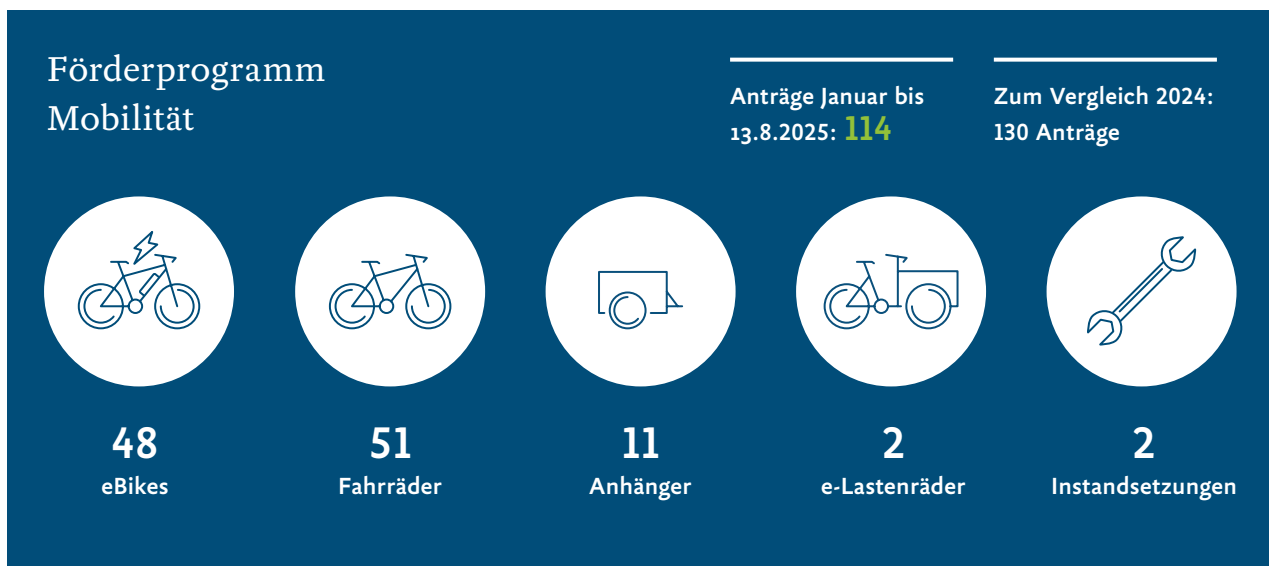 Förderprogramm
Mobilität
Anträge Januar bis
13.8.2025: 114
Zum Vergleich 2024:
130 Anträge
48
eBikes
51
Fahrräder
11
Anhänger
2
e-Lastenräder
2
Instandsetzungen